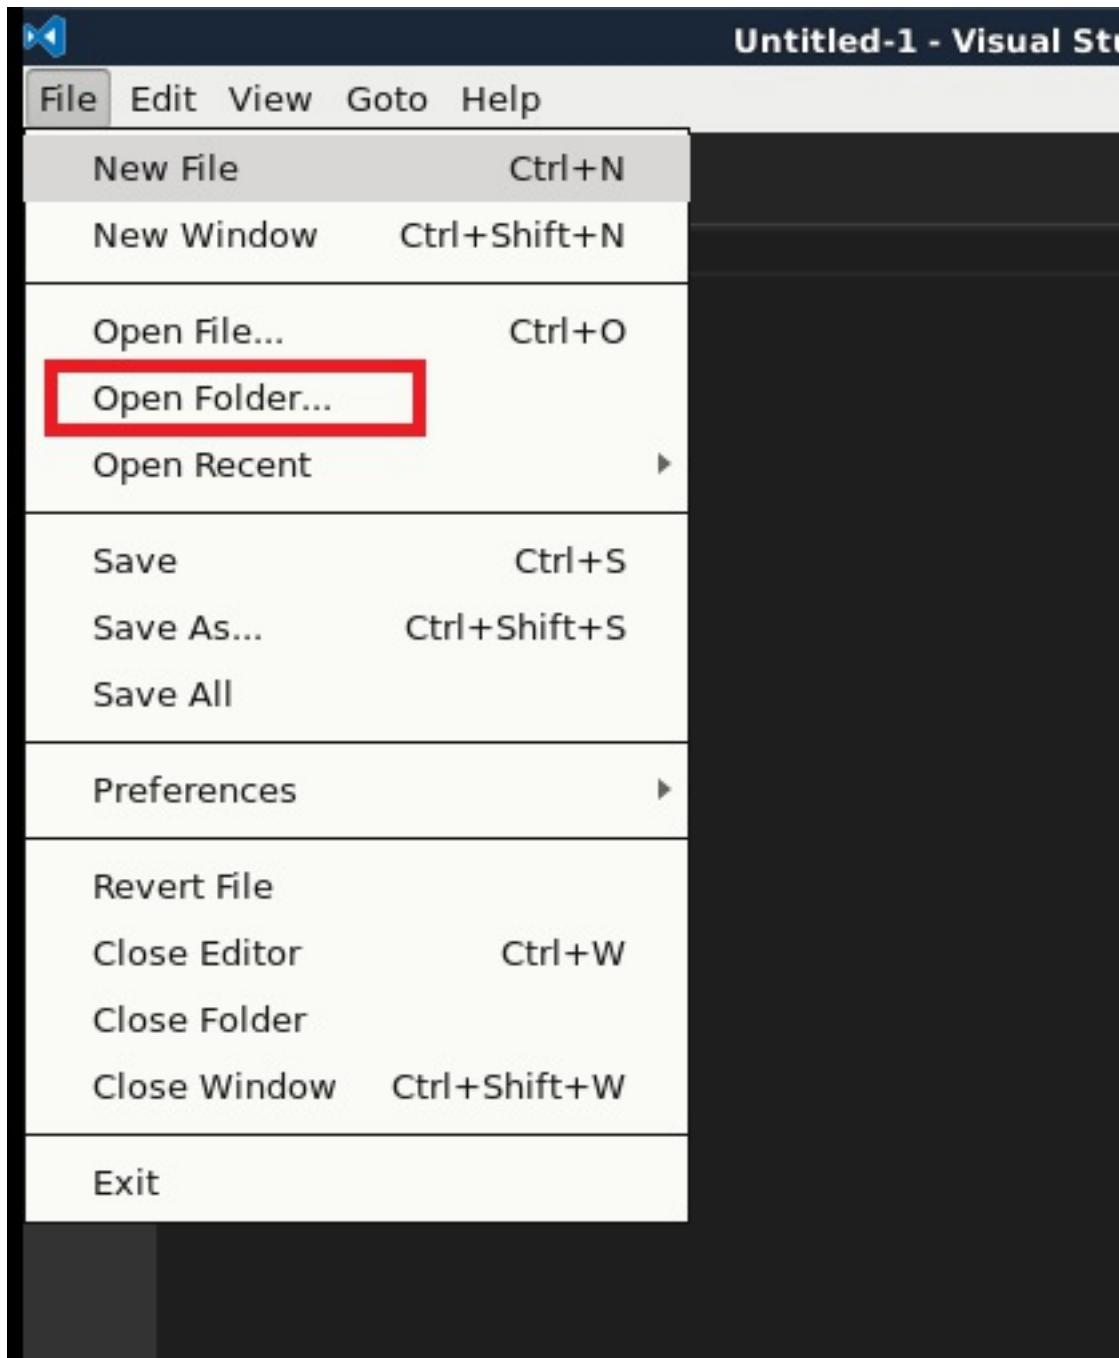 Untitled-1 - Visual
File Edit View Goto Help
New File Ctrl+N
New Window Ctrl+Shift+N
Open File... Ctrl+O
Open Folder...
Open Recent
Save Ctrl+S
Save As... Ctrl+Shift+S
Save All
Preferences
Revert File
Close Editor Ctrl+W
Close Folder
Close Window Ctrl+Shift+W
Exit